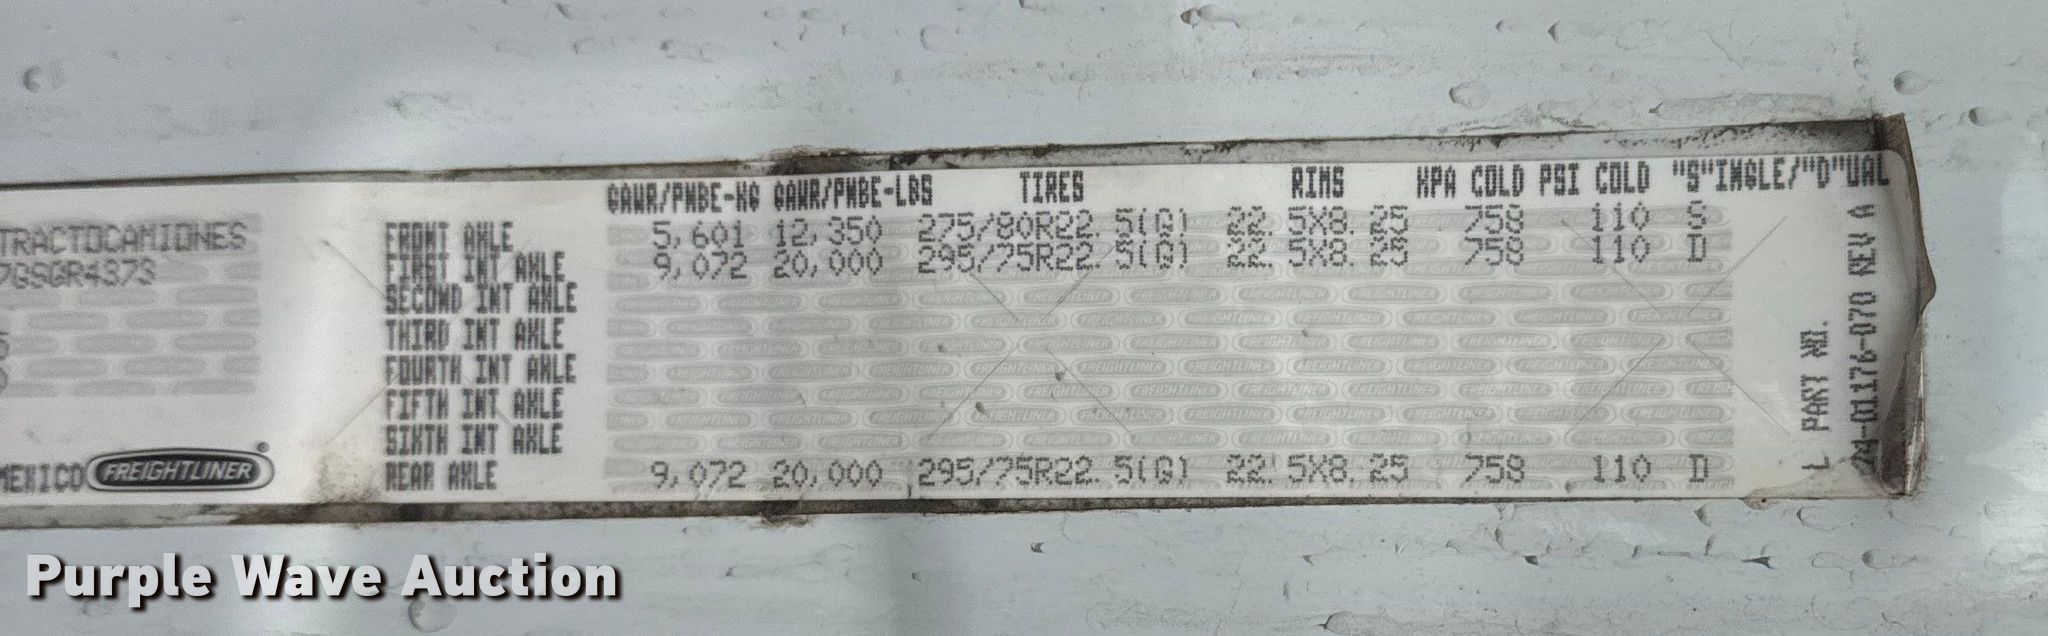 GAWR/PNBE-KG GAWR/PNBE-LBS TIRES RIMS KPA COLD PSI COLD "S"INGLE/"D"UAL
TRACTOCAMIONES
7GSGR4373
FRONT AXLE 5,601 12,350 275/80R22.5(G) 22.5X8.25 758 110 S
FIRST INT AXLE 9,072 20,000 295/75R22.5(G) 22.5X8.25 758 110 D
SECOND INT AXLE
THIRD INT AXLE
FOURTH INT AXLE
FIFTH INT AXLE
SIXTH INT AXLE
REAR AXLE 9,072 20,000 295/75R22.5(G) 22.5X8.25 758 110 D
MEXICO FREIGHTLINER®
L PART NO.
24-01176-070 REV A
Purple Wave Auction